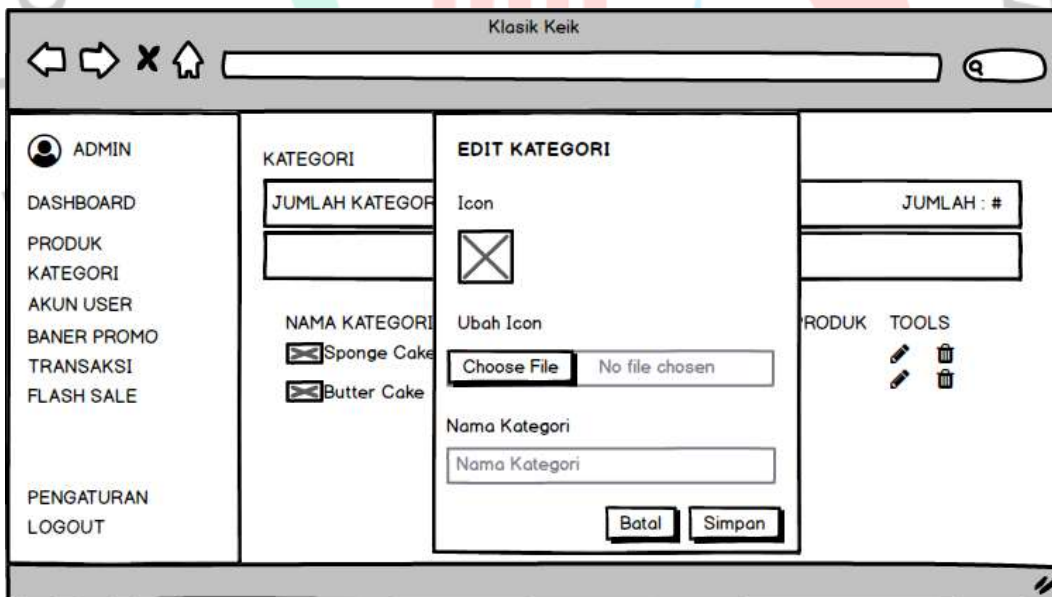 Klasik Keik
ADMIN
DASHBOARD
PRODUK
KATEGORI
AKUN USER
BANER PROMO
TRANSAKSI
FLASH SALE
PENGATURAN
LOGOUT
KATEGORI
JUMLAH KATEGOR
JUMLAH : #
NAMA KATEGORI
RODUK TOOLS
Sponge Cake
Butter Cake
EDIT KATEGORI
Icon
Ubah Icon
Choose File No file chosen
Nama Kategori
Nama Kategori
Batal Simpan